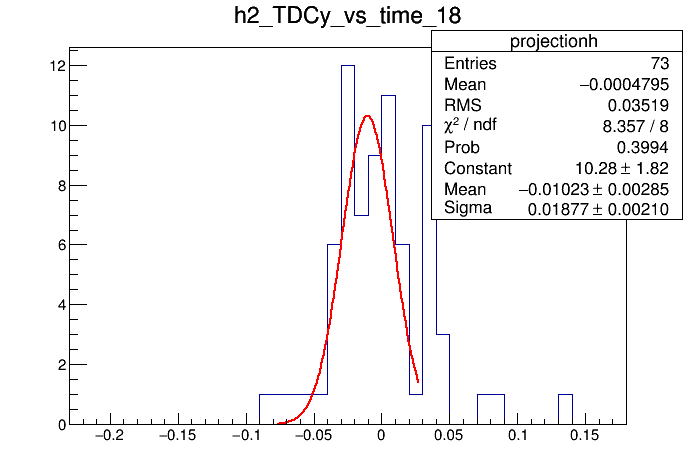 h2_TDCy_vs_time_18
projectionh
Entries 73
Mean −0.0004795
RMS 0.03519
χ² / ndf 8.357 / 8
Prob 0.3994
Constant 10.28 ± 1.82
Mean −0.01023 ± 0.00285
Sigma 0.01877 ± 0.00210
12
10
8
6
4
2
0
−0.2 −0.15 −0.1 −0.05 0 0.05 0.1 0.15